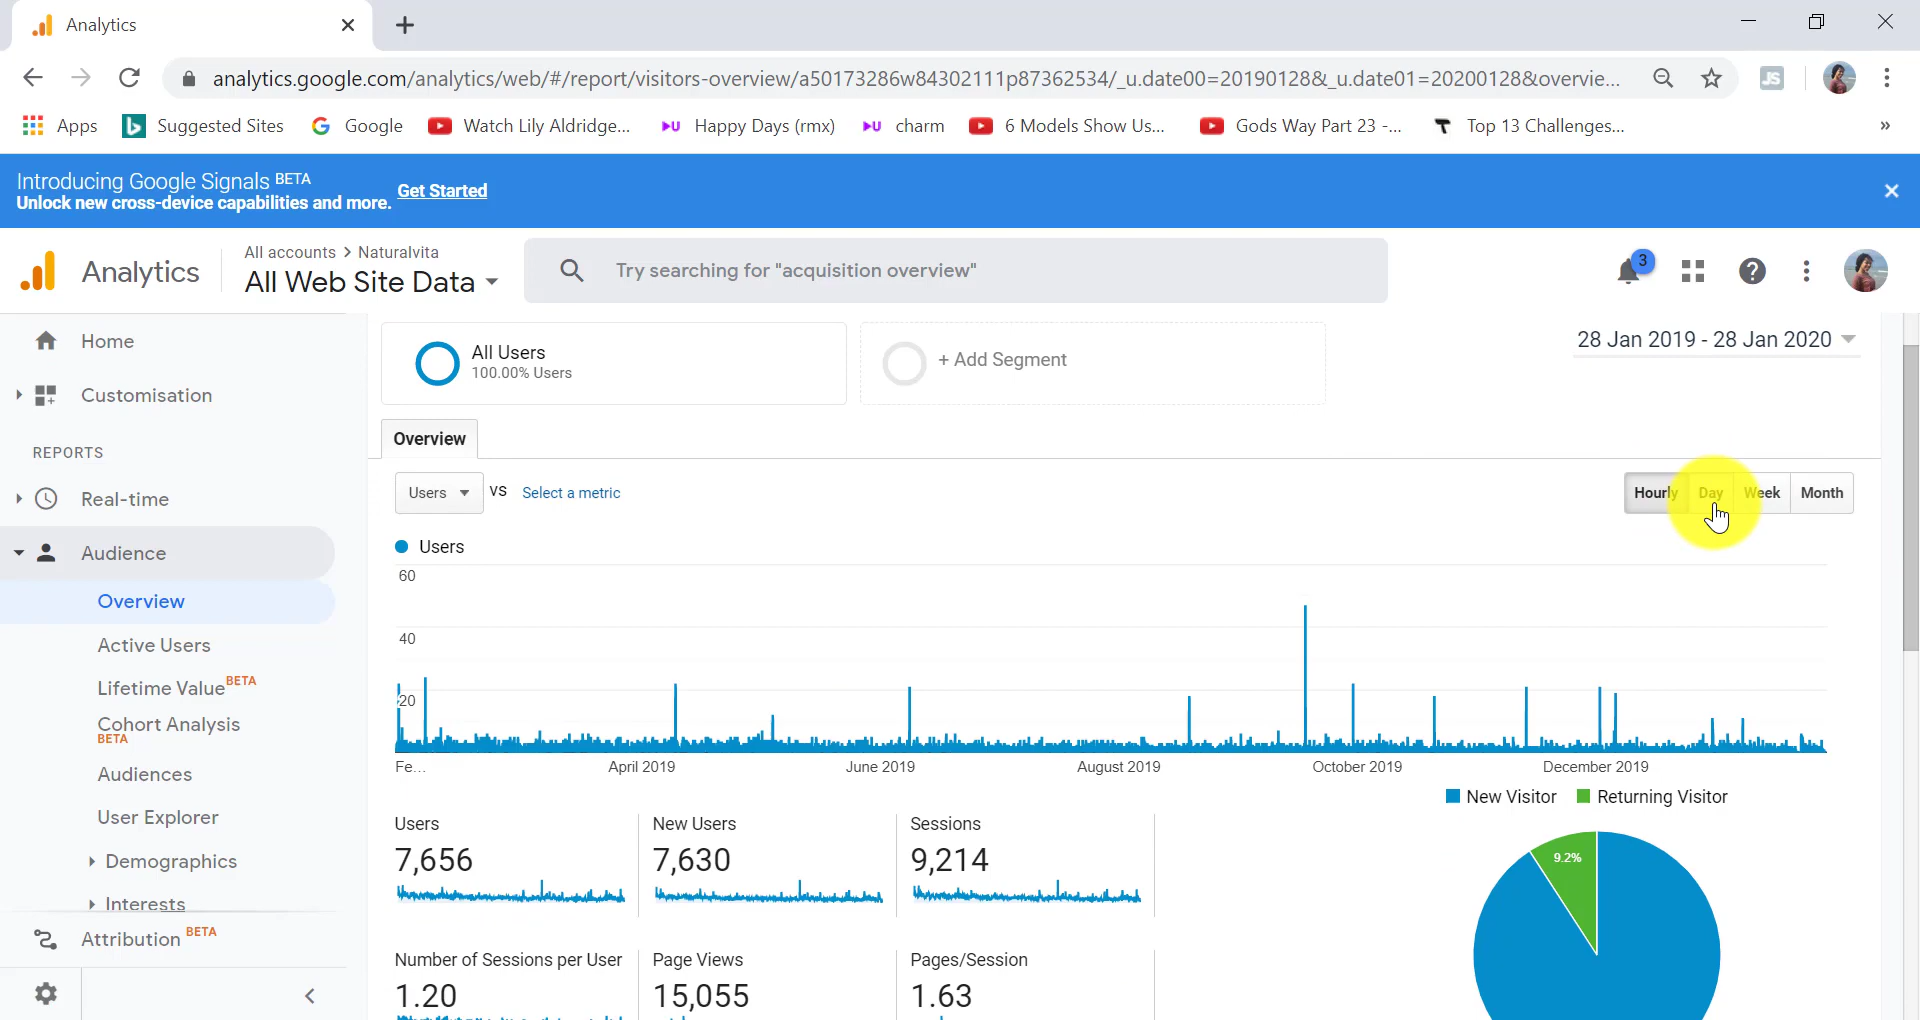 Analytics
analytics.google.com/analytics/web/#/report/visitors-overview/a50173286w84302111p87362534/_u.date00=20190128&_u.date01=20200128&overvie...
JS
Apps
Suggested Sites
Google
Watch Lily Aldridge...
Happy Days (rmx)
charm
6 Models Show Us...
Gods Way Part 23 -...
Top 13 Challenges...
»
Introducing Google Signals BETA
Unlock new cross-device capabilities and more.
Get Started
Analytics
All accounts > Naturalvita
All Web Site Data
Try searching for "acquisition overview"
3
Home
Customisation
REPORTS
Real-time
Audience
Overview
Active Users
Lifetime Value BETA
Cohort Analysis
BETA
Audiences
User Explorer
Demographics
Interests
Attribution BETA
All Users
100.00% Users
+ Add Segment
28 Jan 2019 - 28 Jan 2020
Overview
Users
VS
Select a metric
Hourly
Day
Week
Month
Users
60
40
20
Fe...
April 2019
June 2019
August 2019
October 2019
December 2019
New Visitor
Returning Visitor
Users
7,656
New Users
7,630
Sessions
9,214
9.2%
Number of Sessions per User
1.20
Page Views
15,055
Pages/Session
1.63